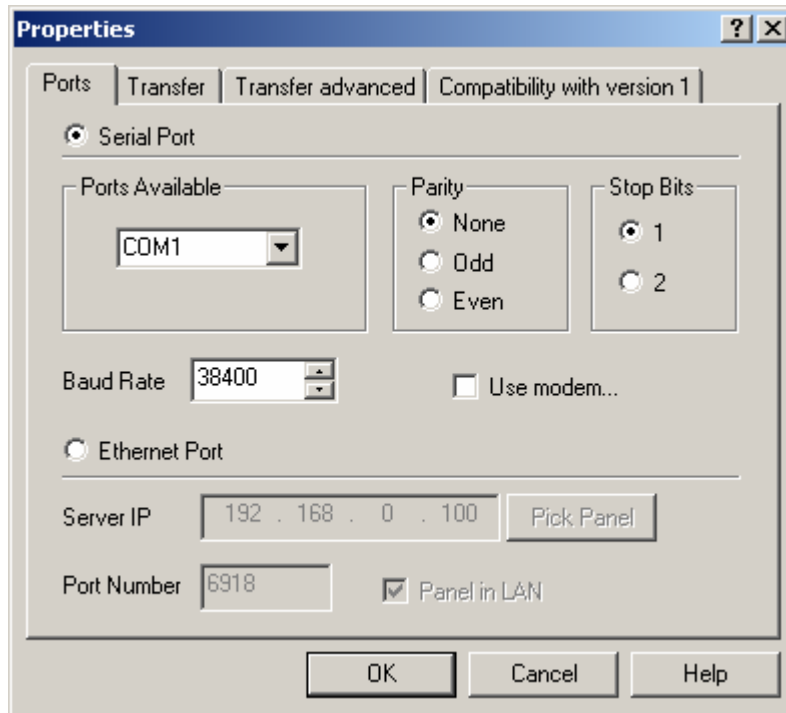 Properties
Ports Transfer Transfer advanced Compatibility with version 1
Serial Port
Ports Available Parity Stop Bits
COM1 None 1
Odd 2
Even
Baud Rate 38400 Use modem...
Ethernet Port
Server IP 192 . 168 . 0 . 100 Pick Panel
Port Number 6918 Panel in LAN
OK Cancel Help